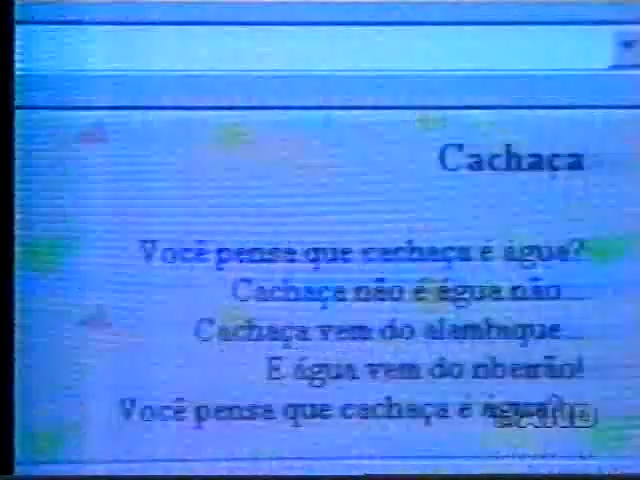 Cachaça
Você pensa que cachaça é água?
Cachaça não é água não...
Cachaça vem do alambique...
E água vem do ribeirão!
Você pensa que cachaça é água?